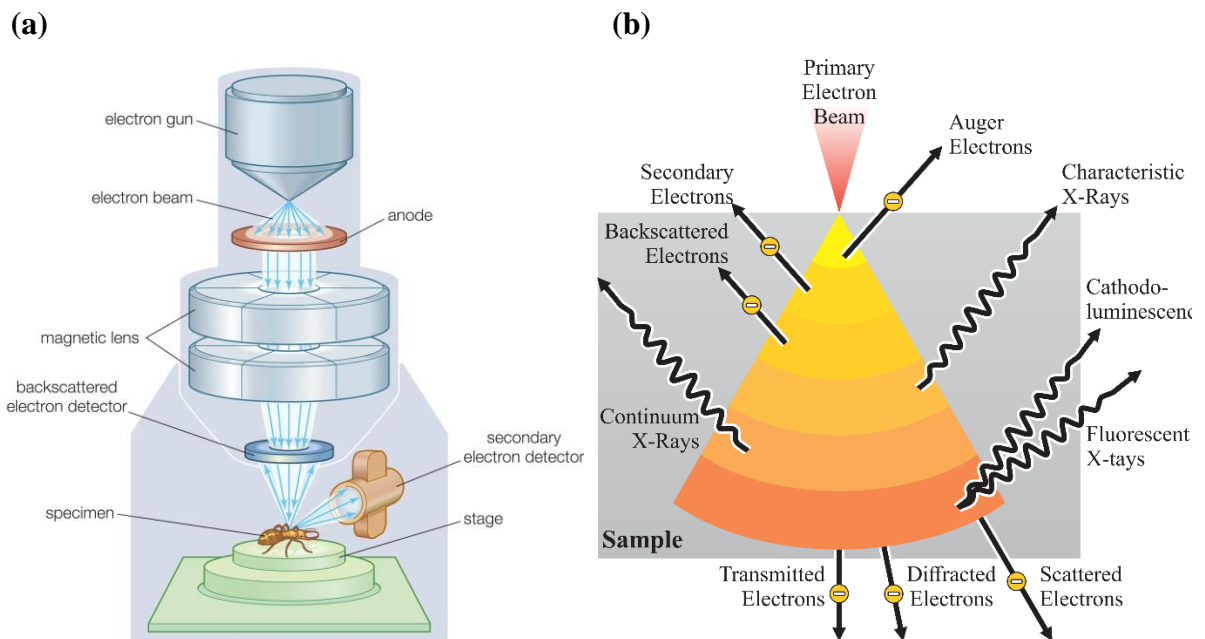 (a)
electron gun
electron beam
anode
magnetic lens
backscattered
electron detector
secondary
electron detector
specimen
stage
(b)
Primary
Electron
Beam
Auger
Electrons
Secondary
Electrons
Characteristic
X-Rays
Backscattered
Electrons
Cathodo-
luminescenc
Continuum
X-Rays
Fluorescent
X-tays
Sample
Transmitted
Electrons
Diffracted
Electrons
Scattered
Electrons